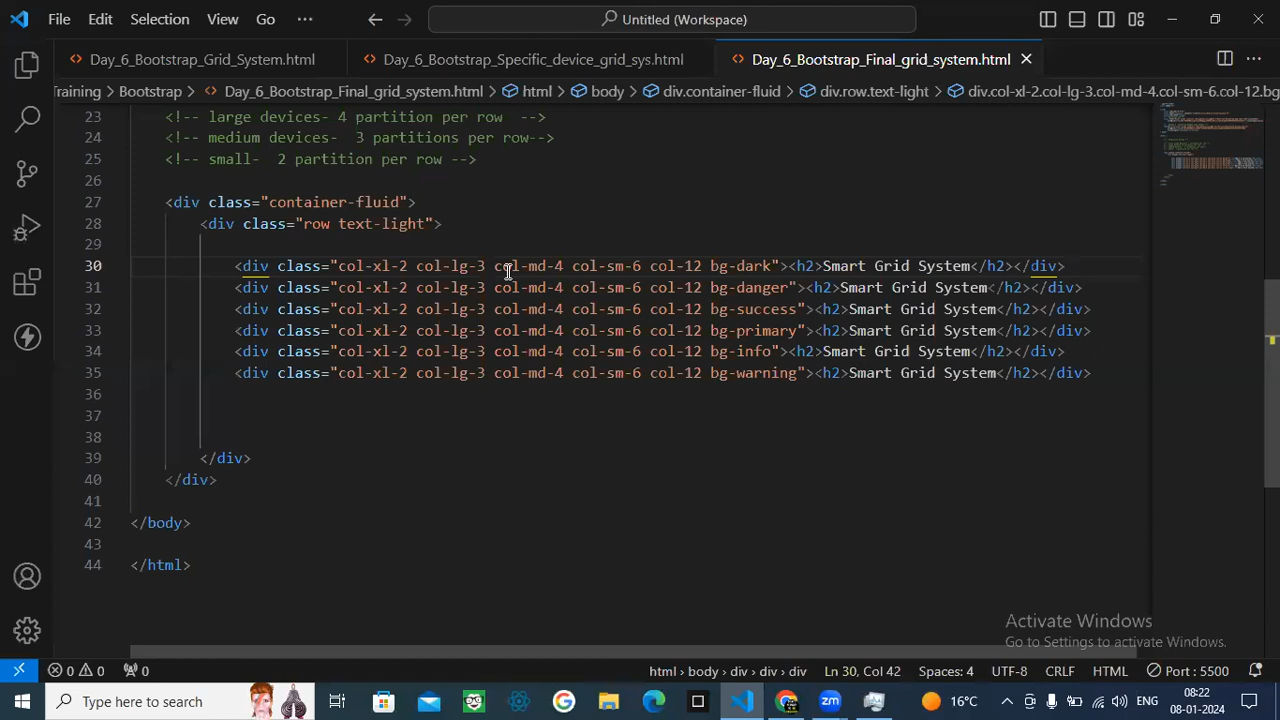 File Edit Selection View Go ··· Untitled (Workspace)
Day_6_Bootstrap_Grid_System.html Day_6_Bootstrap_Specific_device_grid_sys.html Day_6_Bootstrap_Final_grid_system.html
Training > Bootstrap > Day_6_Bootstrap_Final_grid_system.html > html > body > div.container-fluid > div.row.text-light > div.col-xl-2.col-lg-3.col-md-4.col-sm-6.col-12.bg
23 <!-- large devices- 4 partition per row -->
24 <!-- medium devices- 3 partitions per row-->
25 <!-- small- 2 partition per row -->
26
27 <div class="container-fluid">
28 <div class="row text-light">
29
30 <div class="col-xl-2 col-lg-3 col-md-4 col-sm-6 col-12 bg-dark"><h2>Smart Grid System</h2></div>
31 <div class="col-xl-2 col-lg-3 col-md-4 col-sm-6 col-12 bg-danger"><h2>Smart Grid System</h2></div>
32 <div class="col-xl-2 col-lg-3 col-md-4 col-sm-6 col-12 bg-success"><h2>Smart Grid System</h2></div>
33 <div class="col-xl-2 col-lg-3 col-md-4 col-sm-6 col-12 bg-primary"><h2>Smart Grid System</h2></div>
34 <div class="col-xl-2 col-lg-3 col-md-4 col-sm-6 col-12 bg-info"><h2>Smart Grid System</h2></div>
35 <div class="col-xl-2 col-lg-3 col-md-4 col-sm-6 col-12 bg-warning"><h2>Smart Grid System</h2></div>
36
37
38
39 </div>
40 </div>
41
42 </body>
43
44 </html>
Activate Windows
Go to Settings to activate Windows.
0 0 0 html > body > div > div > div Ln 30, Col 42 Spaces: 4 UTF-8 CRLF HTML Port : 5500
Type here to search 16°C ENG 08:22
08-01-2024